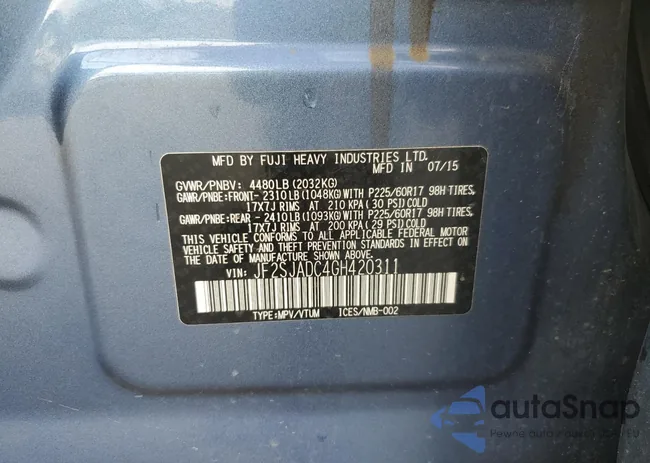 MFD BY FUJI HEAVY INDUSTRIES LTD.
MFD IN 07/15
GVWR/PNBV: 4480LB(2032KG)
GAWR/PNBE:FRONT-2310LB(1048KG)WITH P225/60R17 98H TIRES,
17X7J RIMS AT 210 KPA(30 PSI)COLD
GAWR/PNBE:REAR -2410LB(1093KG)WITH P225/60R17 98H TIRES,
17X7J RIMS AT 200 KPA(29 PSI)COLD
THIS VEHICLE CONFORMS TO ALL APPLICABLE FEDERAL MOTOR
VEHICLE SAFETY AND THEFT PREVENTION STANDARDS IN EFFECT ON
THE DATE OF MANUFACTURE SHOWN ABOVE.
VIN: JF2SJADC4GH420311
TYPE:MPV/VTUM ICES/NMB-002
autoSnap
Pewne auto z